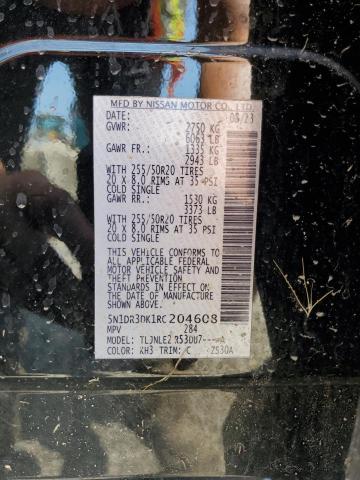 MFD BY NISSAN MOTOR CO., LTD.
DATE: 08/23
GVWR: 2750 KG
6063 LB
GAWR FR: 1335 KG
2943 LB
WITH 255/50R20 TIRES
20 X 8.0 RIMS AT 35 PSI
COLD SINGLE
GAWR RR.: 1530 KG
3373 LB
WITH 255/50R20 TIRES
20 X 8.0 RIMS AT 35 PSI
COLD SINGLE
THIS VEHICLE CONFORMS TO
ALL APPLICABLE FEDERAL
MOTOR VEHICLE SAFETY AND
THEFT PREVENTION
STANDARDS IN EFFECT ON
THE DATE OF MANUFACTURE
SHOWN ABOVE.
5N1DR3DK1RC204608
MPV 284
MODEL:
COLOR: KH3 TRIM: C